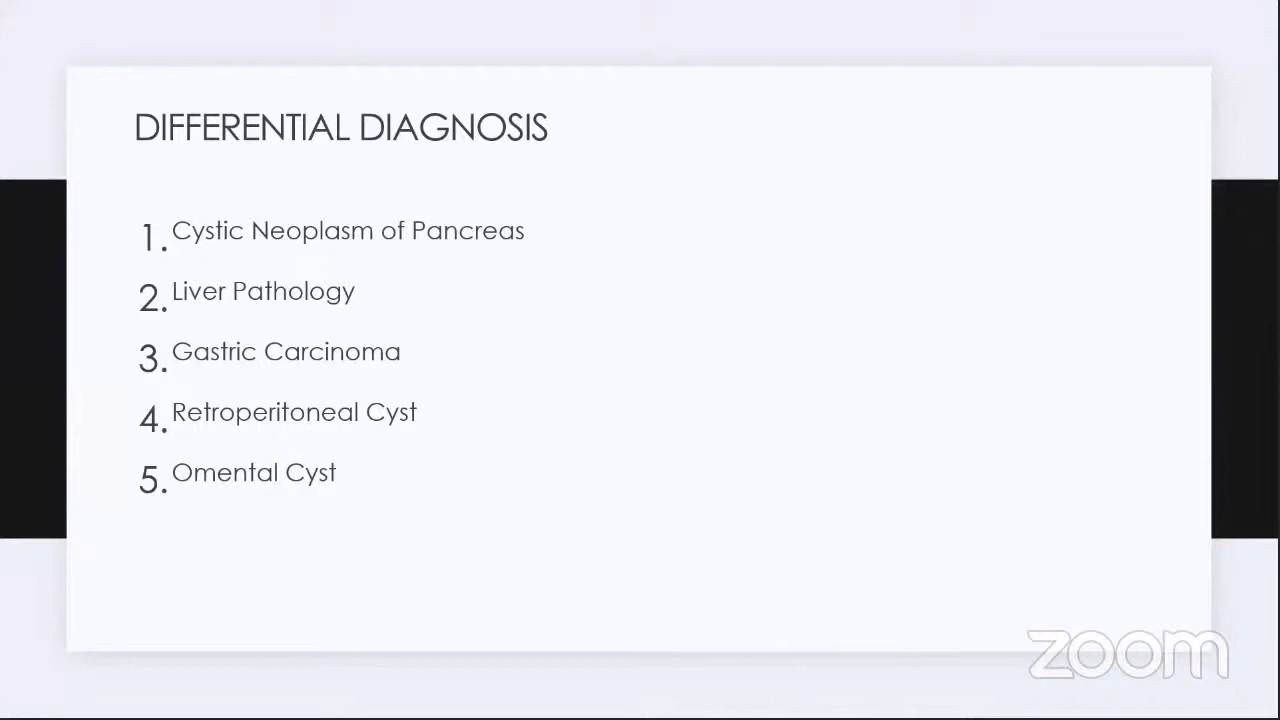 DIFFERENTIAL DIAGNOSIS
1. Cystic Neoplasm of Pancreas
2. Liver Pathology
3. Gastric Carcinoma
4. Retroperitoneal Cyst
5. Omental Cyst
zoom